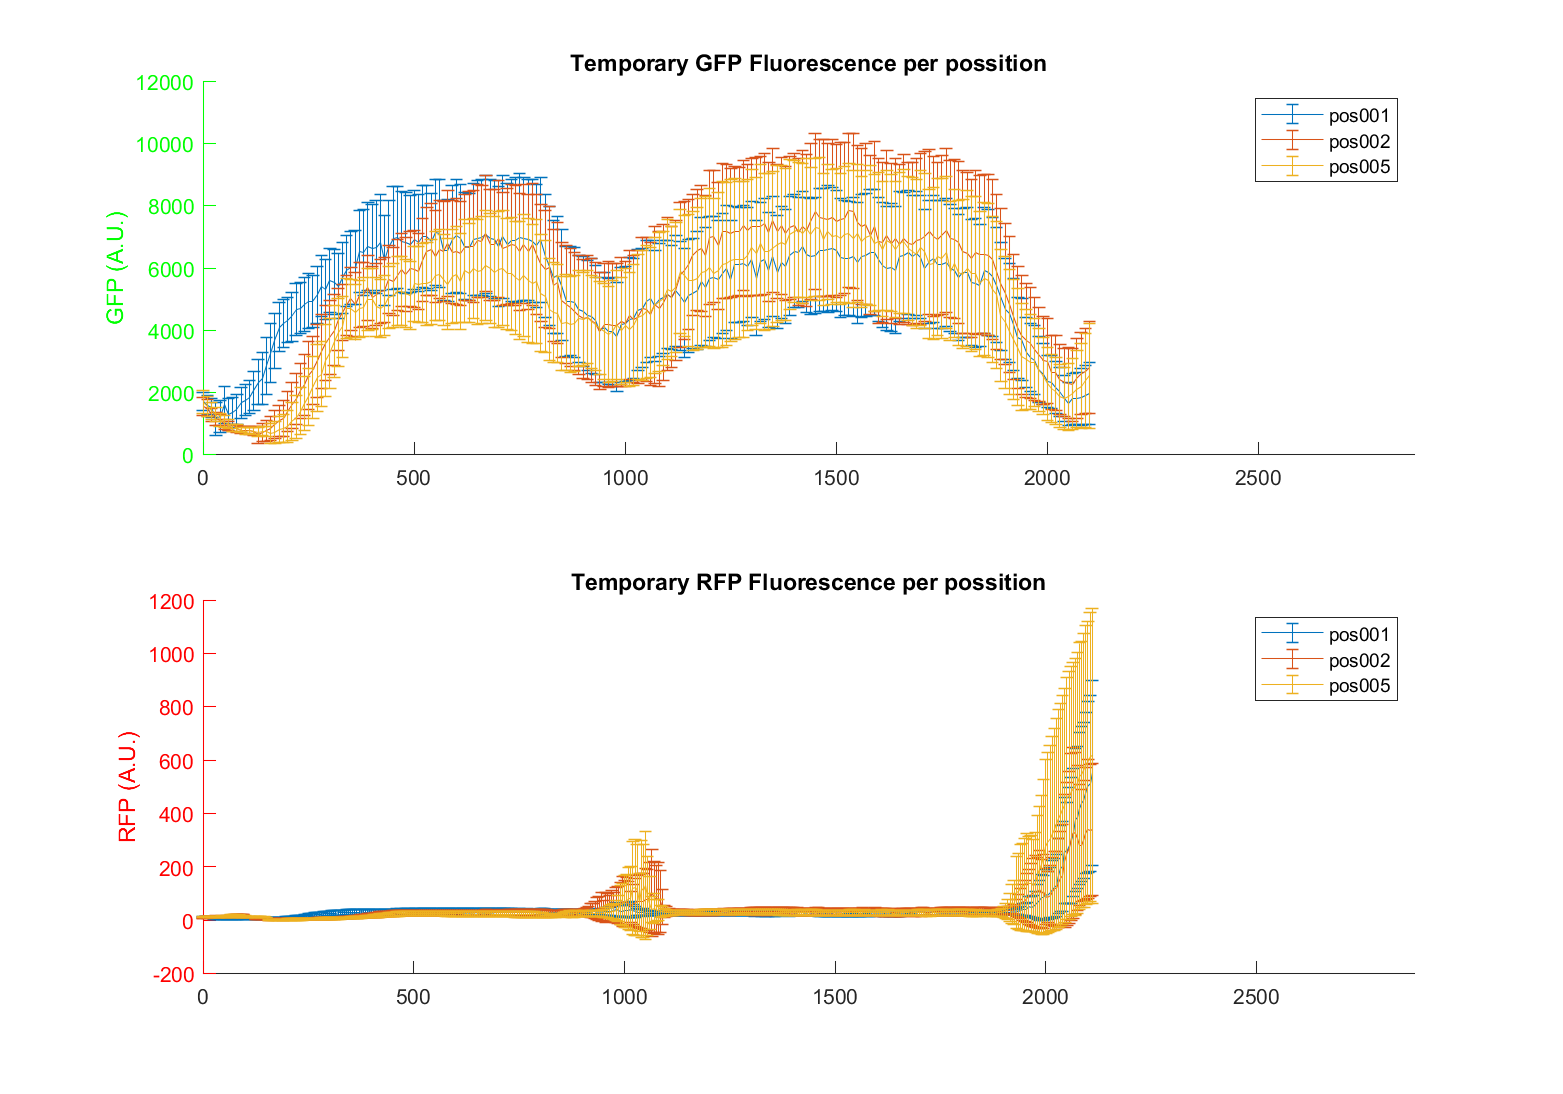 Temporary GFP Fluorescence per possition
12000
10000
8000
6000
4000
2000
0
GFP (A.U.)
pos001
pos002
pos005
0 500 1000 1500 2000 2500
Temporary RFP Fluorescence per possition
1200
1000
800
600
400
200
0
-200
RFP (A.U.)
pos001
pos002
pos005
0 500 1000 1500 2000 2500